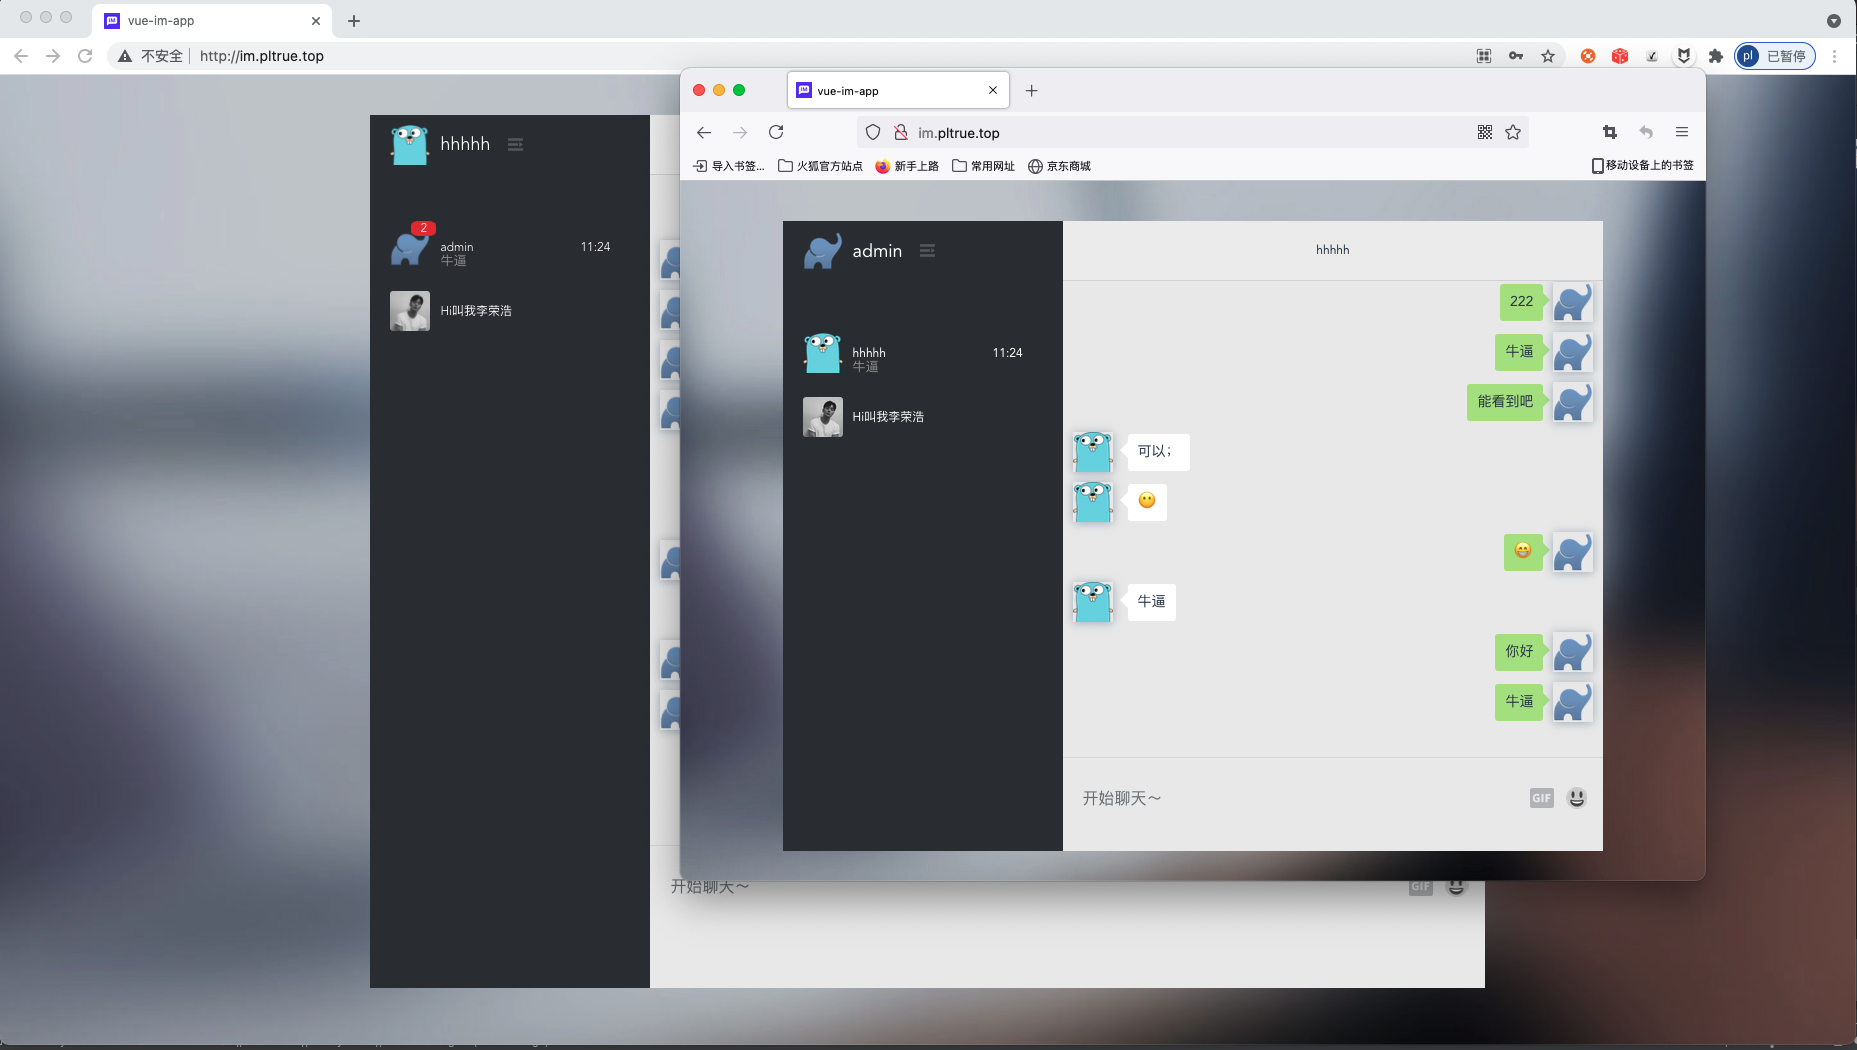 vue-im-app
不安全
http://im.pltrue.top
pl
已暂停
hhhhh
2
admin
11:24
牛逼
Hi叫我李荣浩
开始聊天～
GIF
vue-im-app
im.pltrue.top
导入书签...
火狐官方站点
新手上路
常用网址
京东商城
移动设备上的书签
admin
hhhhh
11:24
牛逼
Hi叫我李荣浩
hhhhh
222
牛逼
能看到吧
可以；
牛逼
你好
牛逼
开始聊天～
GIF